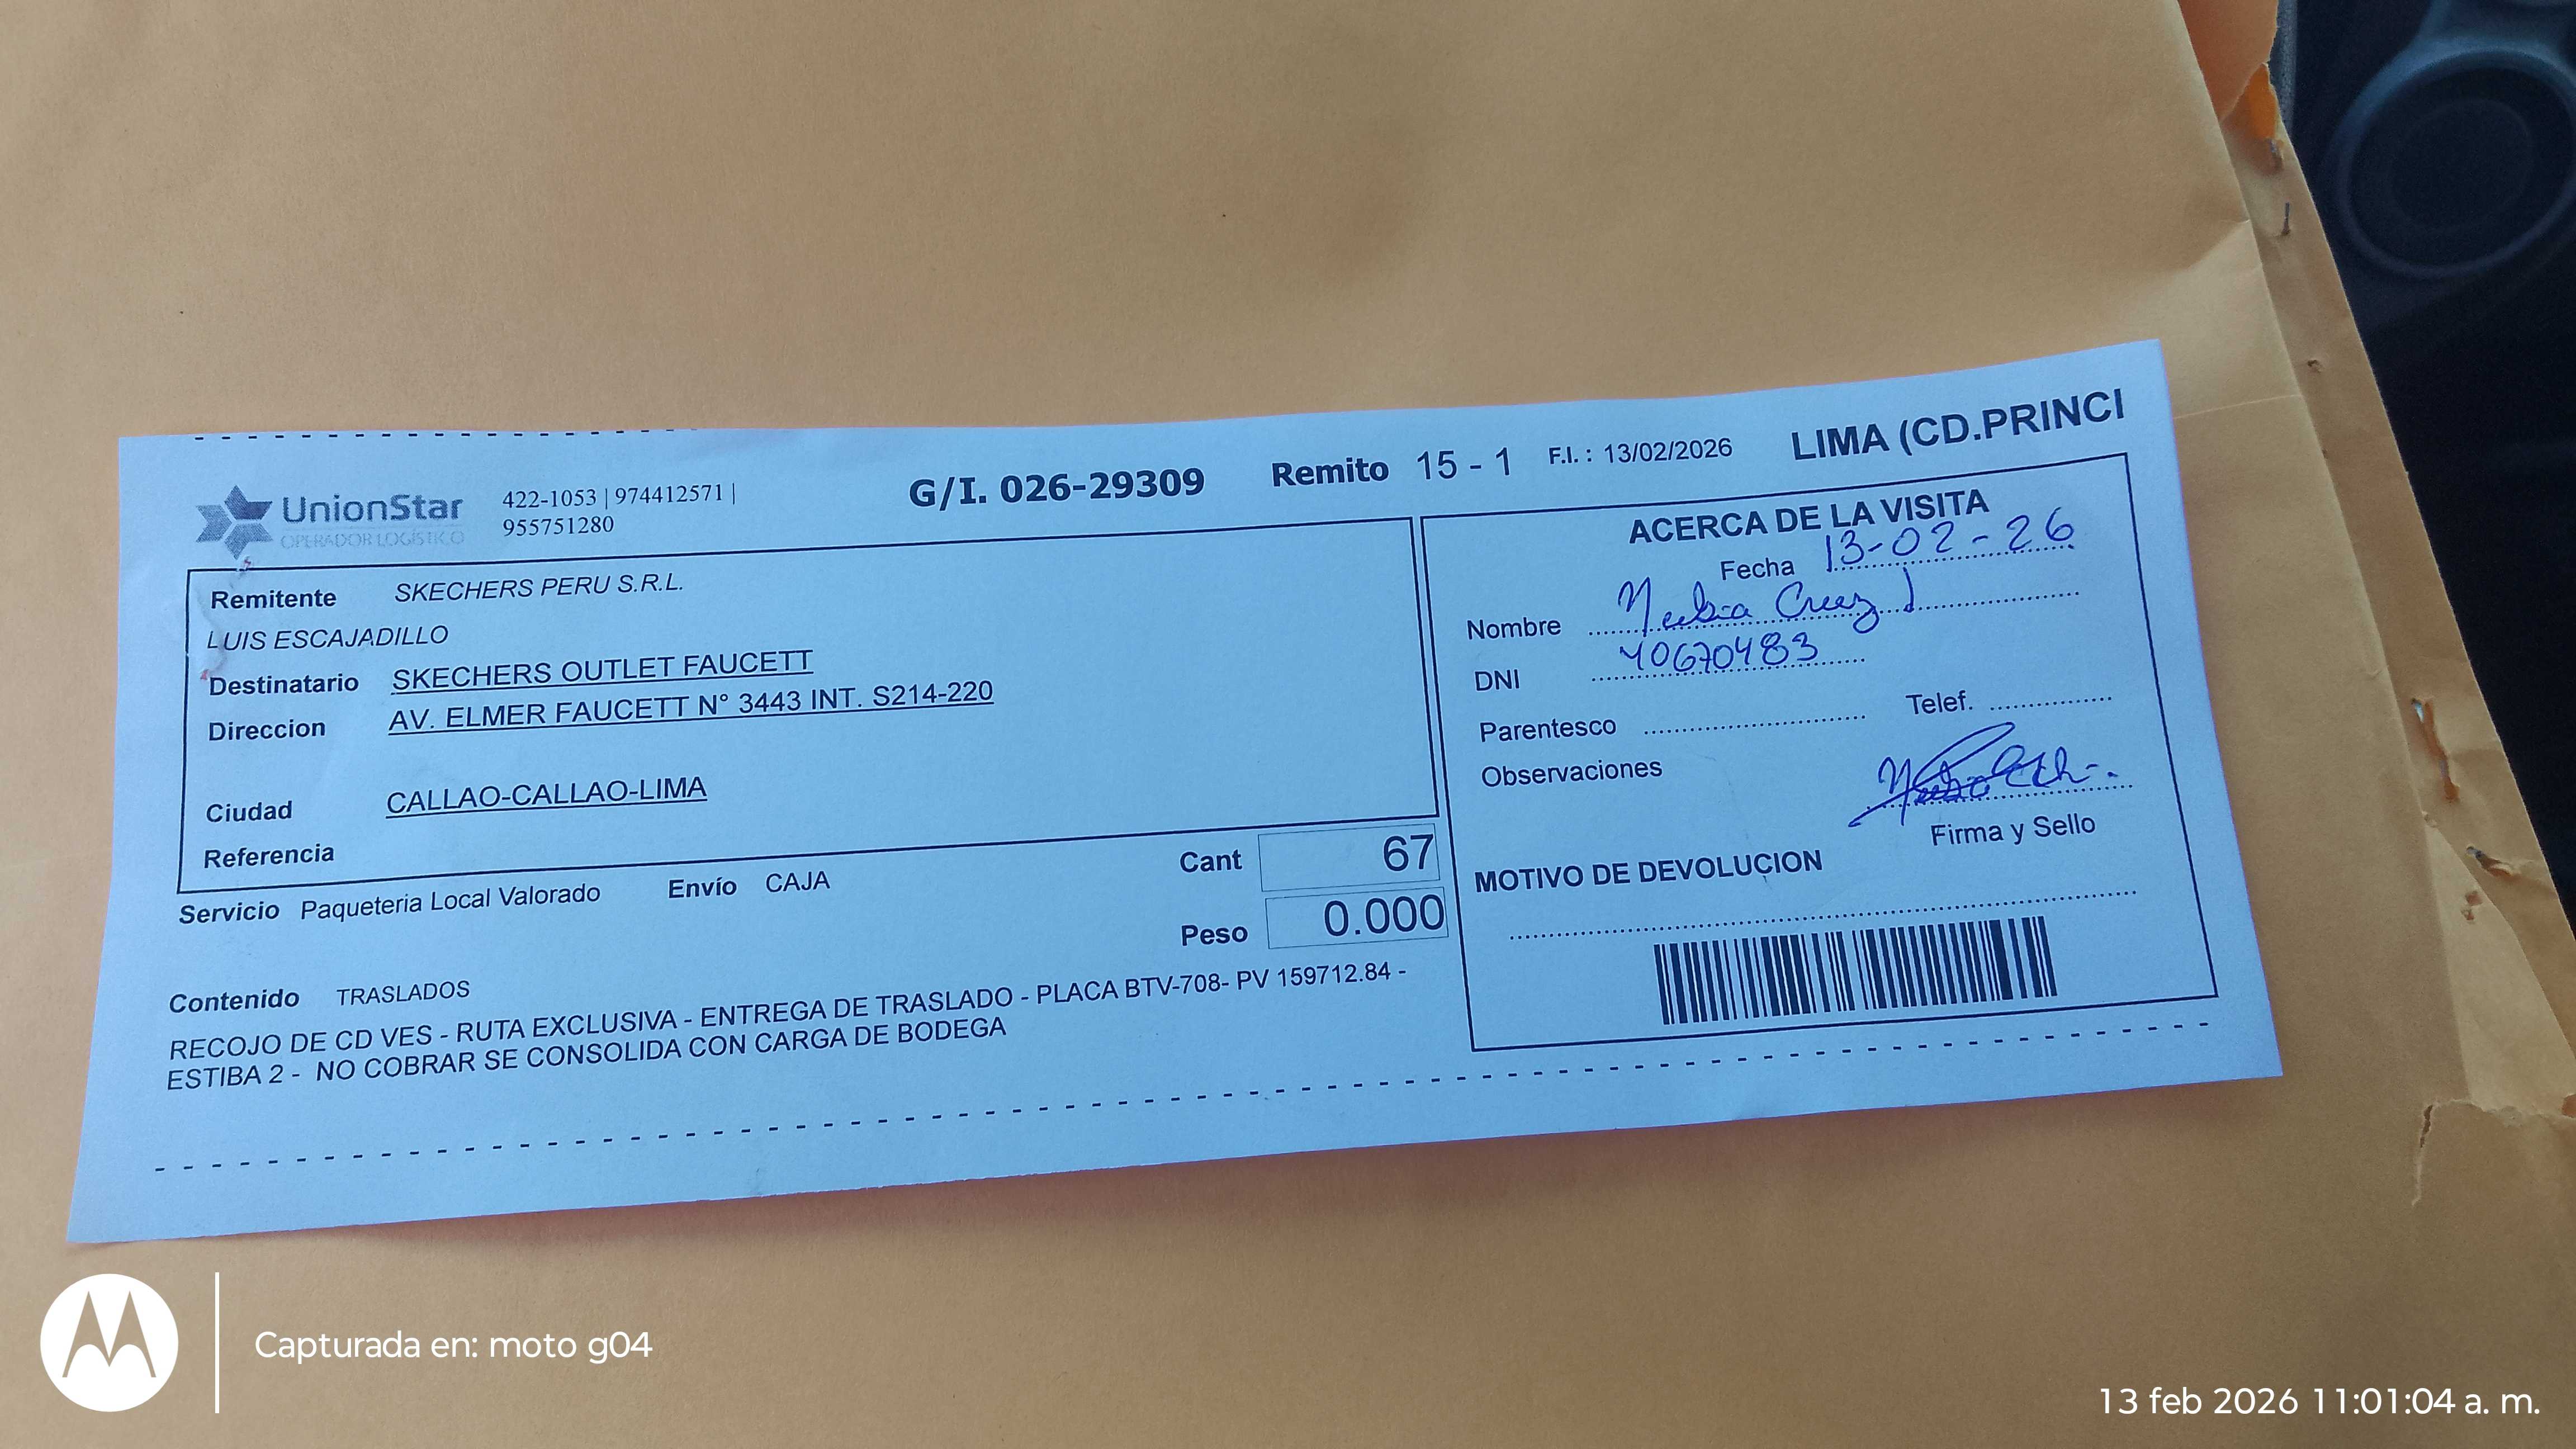 UnionStar
OPERADOR LOGÍSTICO
422-1053 | 974412571 |
955751280
G/I. 026-29309
Remito 15 - 1
F.I. : 13/02/2026
LIMA (CD.PRINCI
Remitente SKECHERS PERU S.R.L.
LUIS ESCAJADILLO
Destinatario SKECHERS OUTLET FAUCETT
Direccion AV. ELMER FAUCETT N° 3443 INT. S214-220
Ciudad CALLAO-CALLAO-LIMA
Referencia
Servicio Paqueteria Local Valorado Envío CAJA
Cant 67
Peso 0.000
Contenido TRASLADOS
RECOJO DE CD VES - RUTA EXCLUSIVA - ENTREGA DE TRASLADO - PLACA BTV-708- PV 159712.84 -
ESTIBA 2 - NO COBRAR SE CONSOLIDA CON CARGA DE BODEGA
ACERCA DE LA VISITA
Fecha 13-02-26
Nombre Cruz
DNI 40670483
Parentesco Telef.
Observaciones
Firma y Sello
MOTIVO DE DEVOLUCION
Capturada en: moto g04
13 feb 2026 11:01:04 a. m.